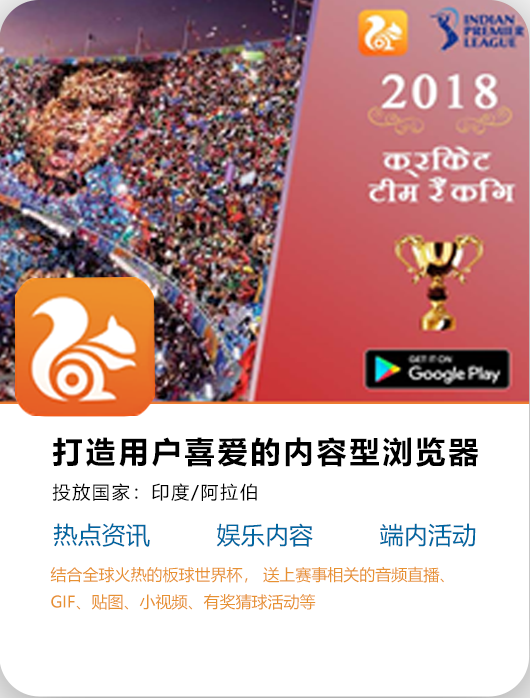 INDIAN
PREMIER
LEAGUE
2018
क्रिकेट
टीम रैंकिंग
GET IT ON
Google Play
打造用户喜爱的内容型浏览器
投放国家：印度/阿拉伯
热点资讯 娱乐内容 端内活动
结合全球火热的板球世界杯， 送上赛事相关的音频直播、
GIF、贴图、小视频、有奖猜球活动等